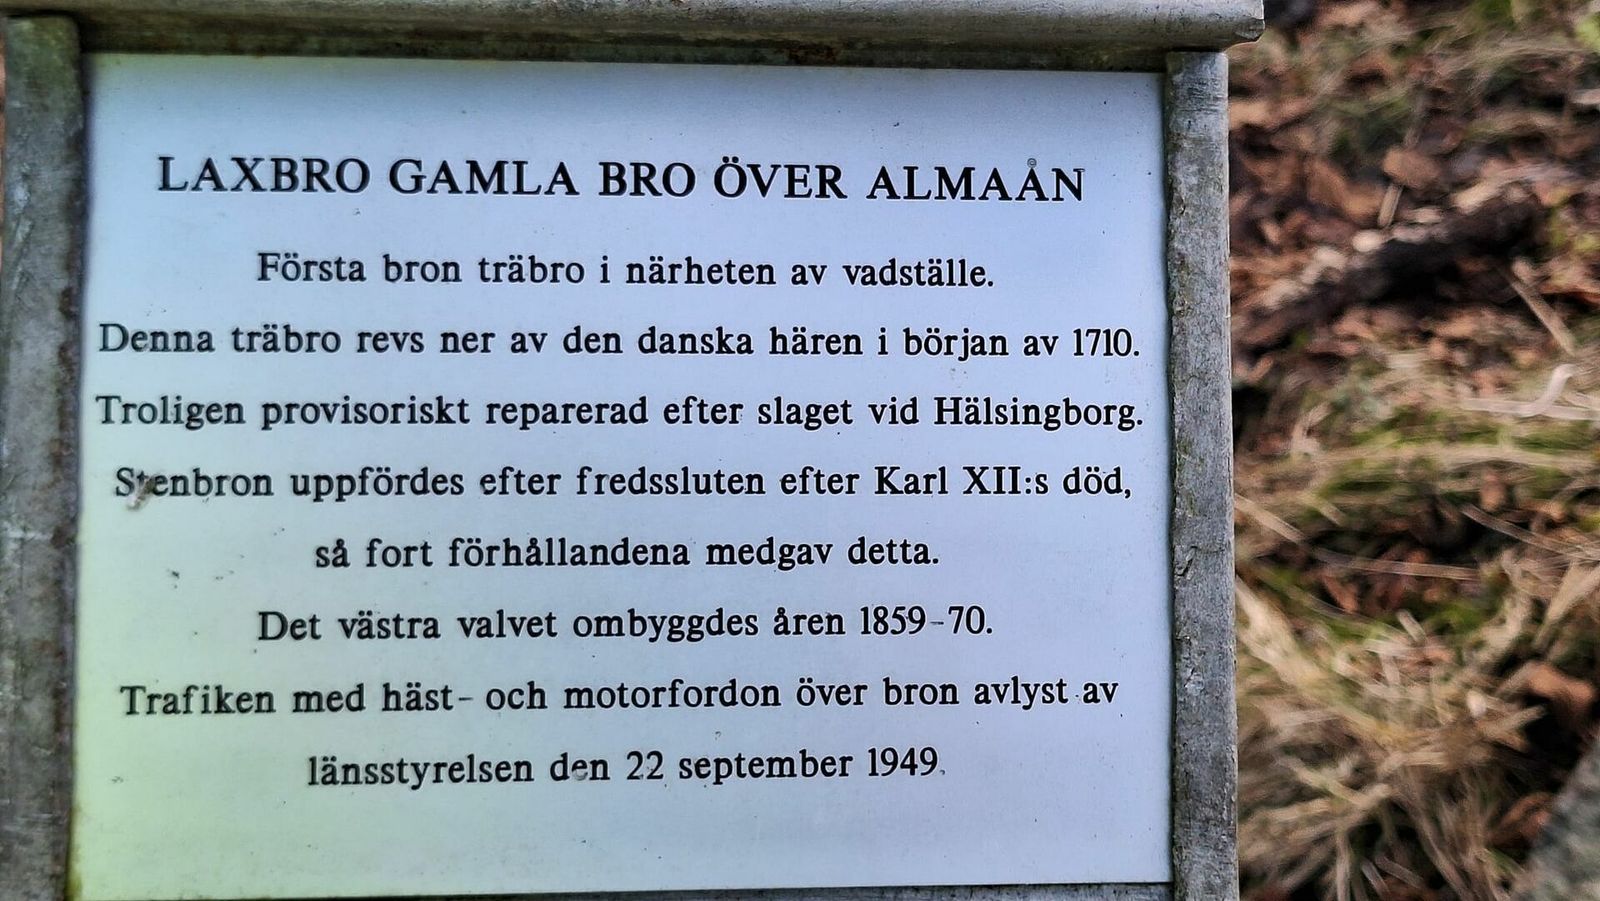 LAXBRO GAMLA BRO ÖVER ALMAÅN
Första bron träbro i närheten av vadställe.
Denna träbro revs ner av den danska hären i början av 1710.
Troligen provisoriskt reparerad efter slaget vid Hälsingborg.
Stenbron uppfördes efter fredssluten efter Karl XII:s död,
så fort förhållandena medgav detta.
Det västra valvet ombyggdes åren 1859-70.
Trafiken med häst- och motorfordon över bron avlyst av
länsstyrelsen den 22 september 1949.